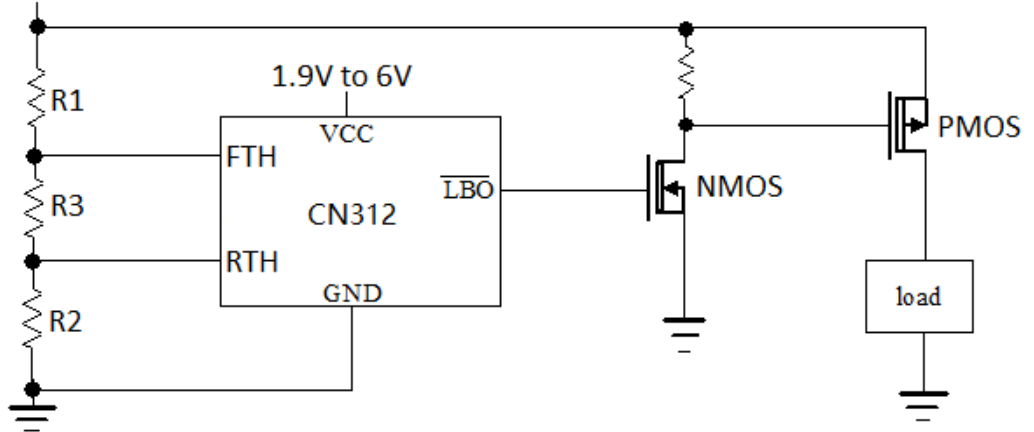 1.9V to 6V
R1
VCC
FTH
PMOS
LBO
NMOS
R3
CN312
RTH
GND
load
R2